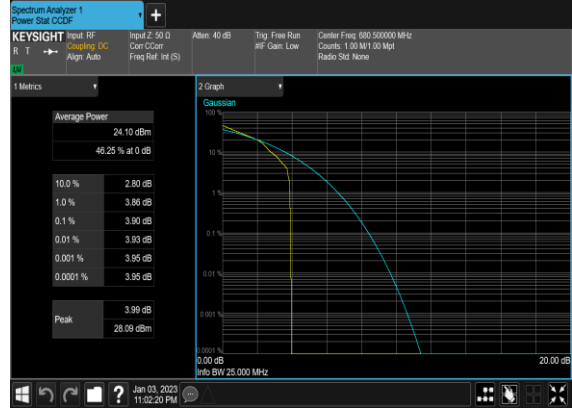 Spectrum Analyzer 1
Power Stat CCDF
+
KEYSIGHT
R T
LXI
Input: RF
Coupling: DC
Align: Auto
Input Z: 50 Ω
Corr CCorr
Freq Ref: Int (S)
Atten: 40 dB
Trig: Free Run
#IF Gain: Low
Center Freq: 680.500000 MHz
Counts: 1.00 M/1.00 Mpt
Radio Std: None
1 Metrics
Average Power
24.10 dBm
46.25 % at 0 dB
10.0 % 2.80 dB
1.0 % 3.86 dB
0.1 % 3.90 dB
0.01 % 3.93 dB
0.001 % 3.95 dB
0.0001 % 3.95 dB
Peak
3.99 dB
28.09 dBm
2 Graph
Gaussian
100 %
10 %
1 %
0.1 %
0.01 %
0.001 %
0.0001 %
0.00 dB
20.00 dB
Info BW 25.000 MHz
?
Jan 03, 2023
11:02:20 PM